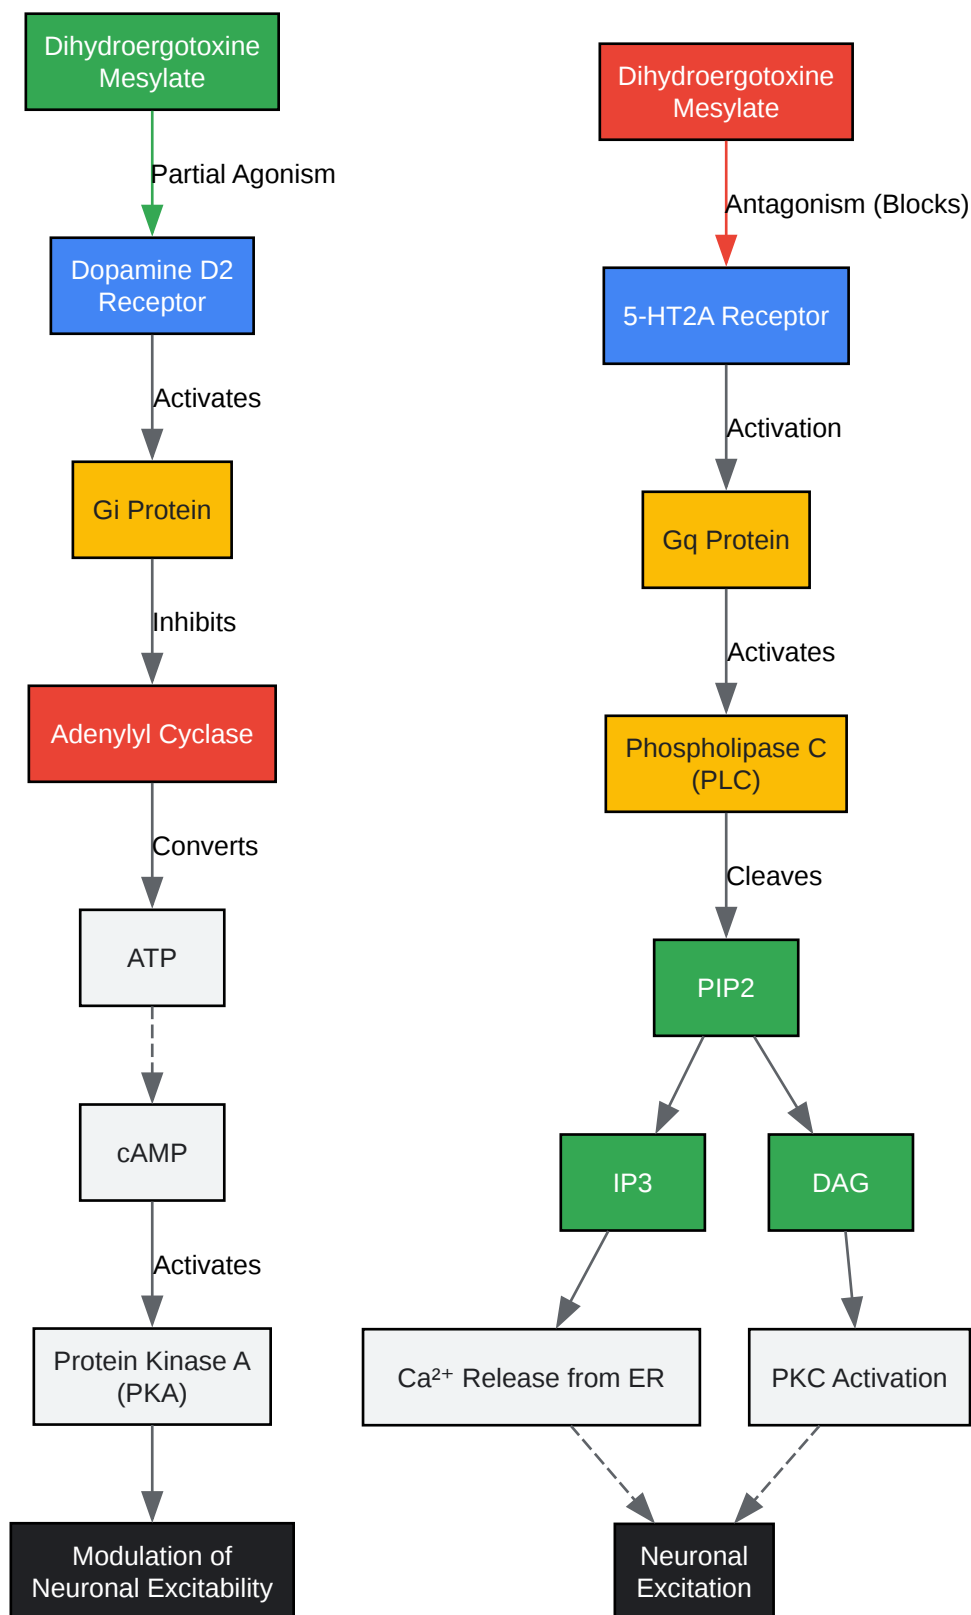 Dihydroergotoxine
Mesylate
Partial Agonism
Dopamine D2
Receptor
Activates
Gi Protein
Inhibits
Adenylyl Cyclase
Converts
ATP
cAMP
Activates
Protein Kinase A
(PKA)
Modulation of
Neuronal Excitability
Dihydroergotoxine
Mesylate
Antagonism (Blocks)
5-HT2A Receptor
Activation
Gq Protein
Activates
Phospholipase C
(PLC)
Cleaves
PIP2
IP3
DAG
Ca²⁺ Release from ER
PKC Activation
Neuronal
Excitation